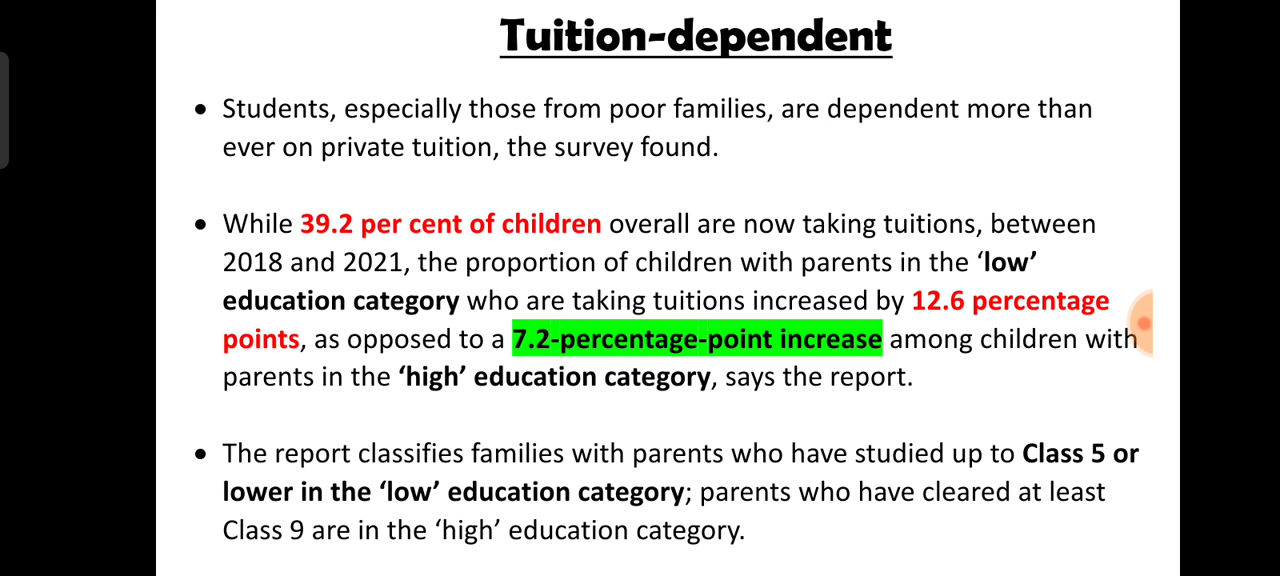 Tuition-dependent
• Students, especially those from poor families, are dependent more than
ever on private tuition, the survey found.
• While 39.2 per cent of children overall are now taking tuitions, between
2018 and 2021, the proportion of children with parents in the ‘low’
education category who are taking tuitions increased by 12.6 percentage
points, as opposed to a 7.2-percentage-point increase among children with
parents in the ‘high’ education category, says the report.
• The report classifies families with parents who have studied up to Class 5 or
lower in the ‘low’ education category; parents who have cleared at least
Class 9 are in the ‘high’ education category.